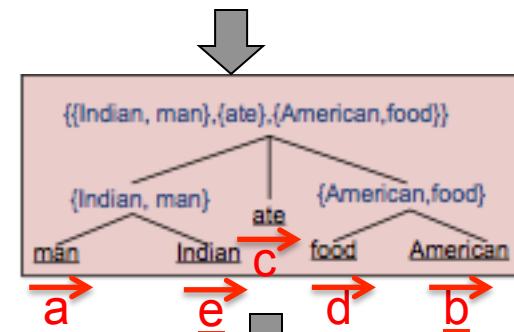 {{Indian, man},{ate},{American,food}}
{Indian, man} {American,food}
ate
man Indian food American
c
a e d b